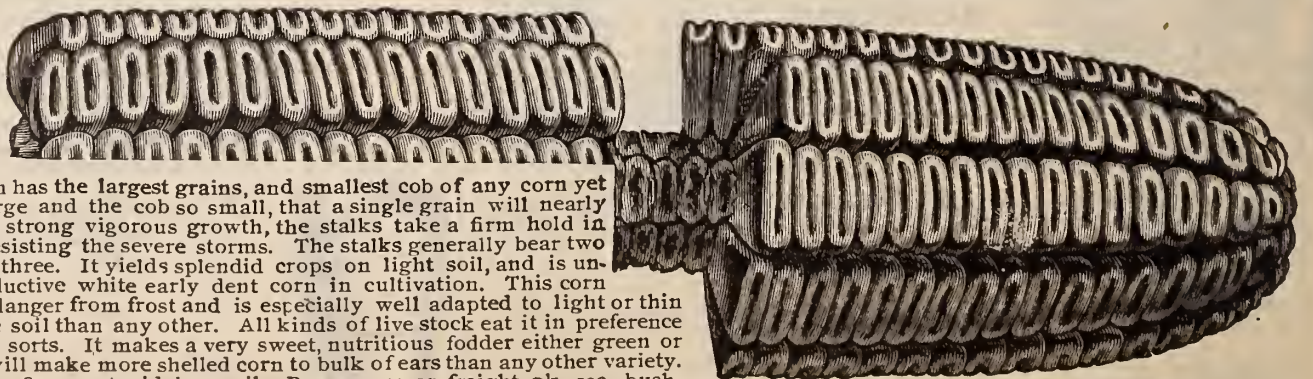 has the largest grains, and smallest cob of any corn yet
rge and the cob so small, that a single grain will nearly
strong vigorous growth, the stalks take a firm hold in
sisting the severe storms. The stalks generally bear two
three. It yields splendid crops on light soil, and is un-
ductive white early dent corn in cultivation. This corn
danger from frost and is especially well adapted to light or thin
soil than any other. All kinds of live stock eat it in preference
sorts. It makes a very sweet, nutritious fodder either green or
will make more shelled corn to bulk of ears than any other variety.